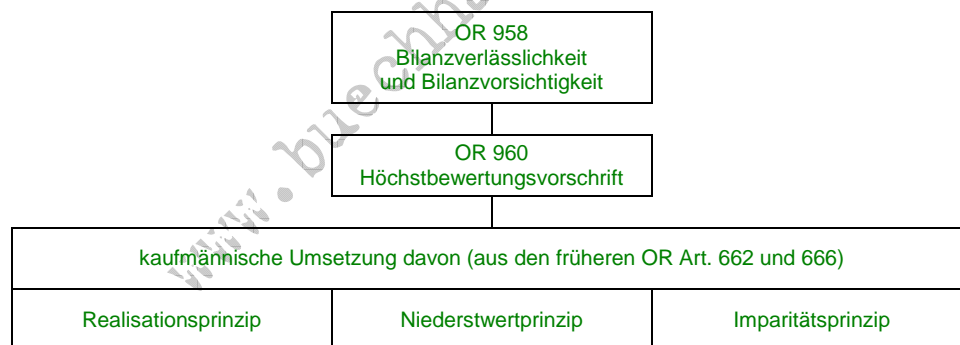 OR 958
Bilanzverlässlichkeit
und Bilanzvorsichtigkeit
OR 960
Höchstbewertungsvorschrift
kaufmännische Umsetzung davon (aus den früheren OR Art. 662 und 666)
Realisationsprinzip
Niederstwertprinzip
Imparitätsprinzip